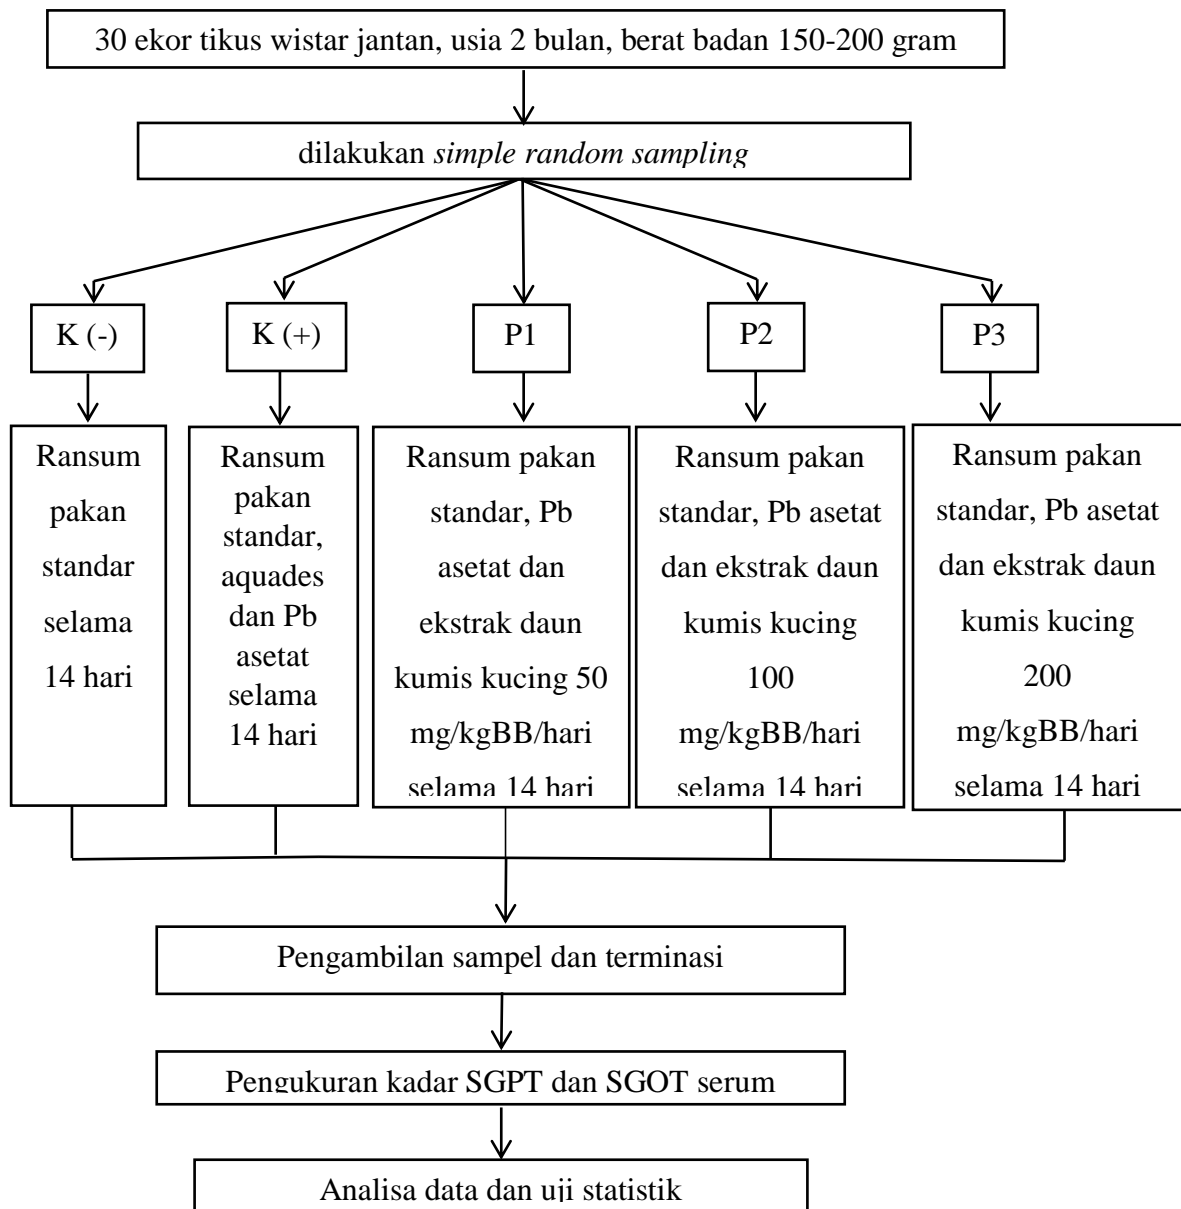 30 ekor tikus wistar jantan, usia 2 bulan, berat badan 150-200 gram
dilakukan simple random sampling
K (-)
K (+)
P1
P2
P3
Ransum
pakan
standar
selama
14 hari
Ransum
pakan
standar,
aquades
dan Pb
asetat
selama
14 hari
Ransum pakan
standar, Pb
asetat dan
ekstrak daun
kumis kucing 50
mg/kgBB/hari
selama 14 hari
Ransum pakan
standar, Pb asetat
dan ekstrak daun
kumis kucing
100
mg/kgBB/hari
selama 14 hari
Ransum pakan
standar, Pb asetat
dan ekstrak daun
kumis kucing
200
mg/kgBB/hari
selama 14 hari
Pengambilan sampel dan terminasi
Pengukuran kadar SGPT dan SGOT serum
Analisa data dan uji statistik